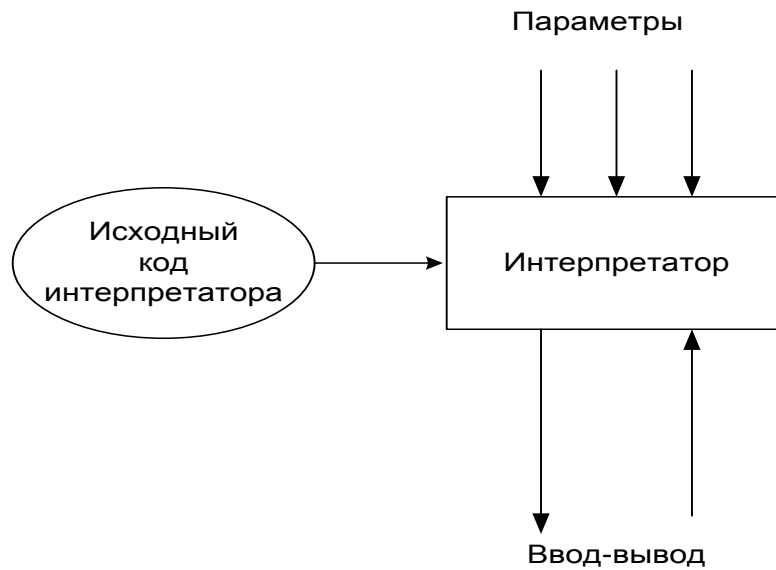 Параметры
Исходный
код
интерпретатора
Интерпретатор
Ввод-вывод